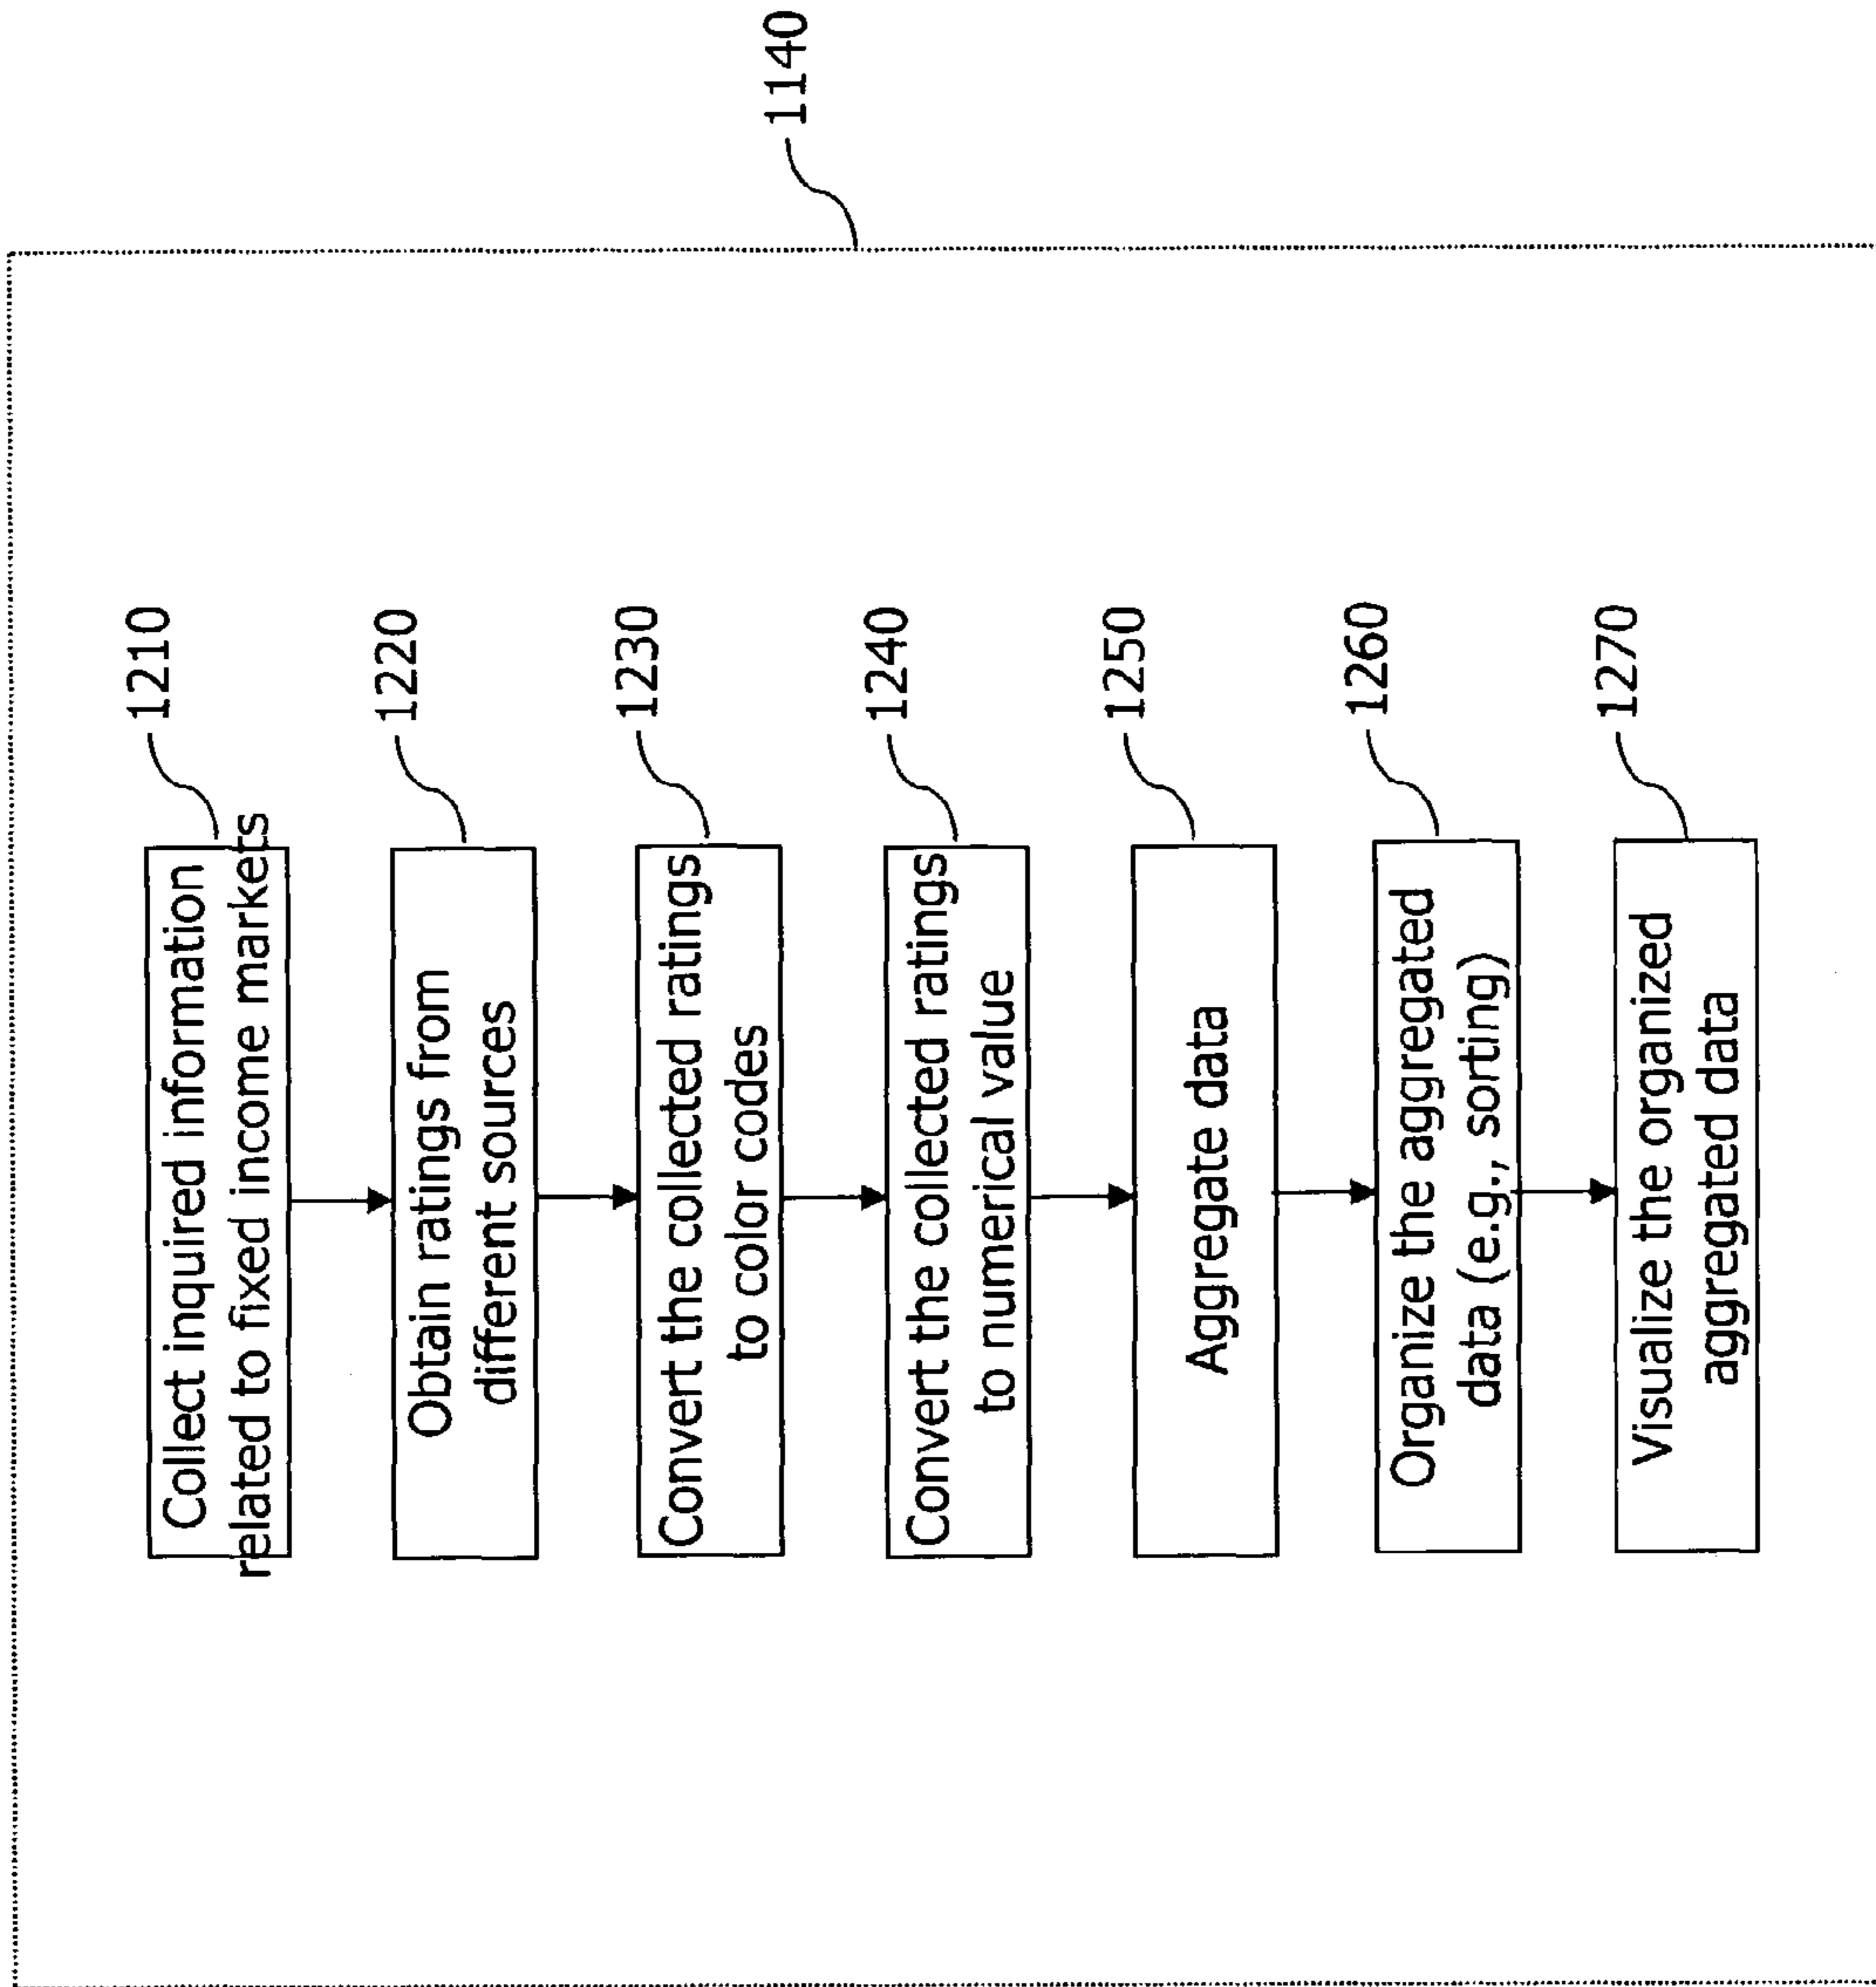 1140
1210
Collect inquired information
related to fixed income markets
1220
Obtain ratings from
different sources
1230
Convert the collected ratings
to color codes
1240
Convert the collected ratings
to numerical value
1250
Aggregate data
1260
Organize the aggregated
data (e.g., sorting)
1270
Visualize the organized
aggregated data